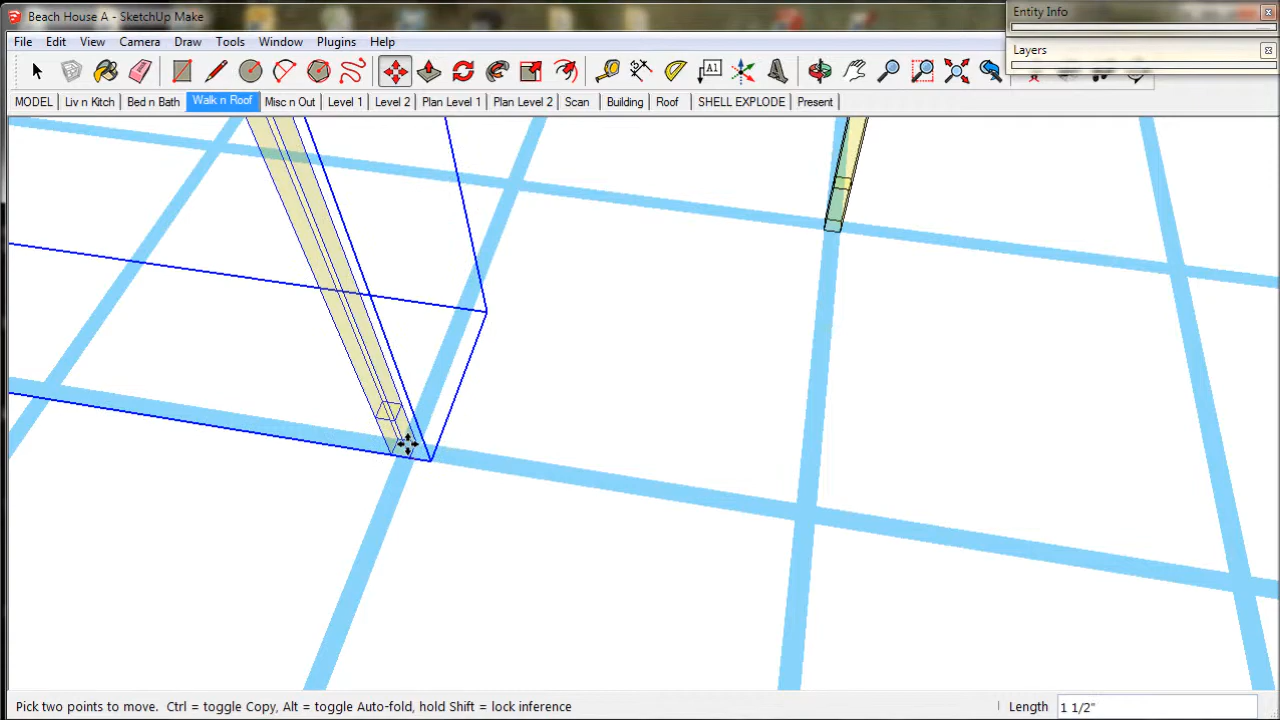 Beach House A - SketchUp Make
Entity Info
File Edit View Camera Draw Tools Window Plugins Help
Layers
A1
MODEL Liv n Kitch Bed n Bath Walk n Roof Misc n Out Level 1 Level 2 Plan Level 1 Plan Level 2 Scan Building Roof SHELL EXPLODE Present
Pick two points to move. Ctrl = toggle Copy, Alt = toggle Auto-fold, hold Shift = lock inference
Length 1 1/2"